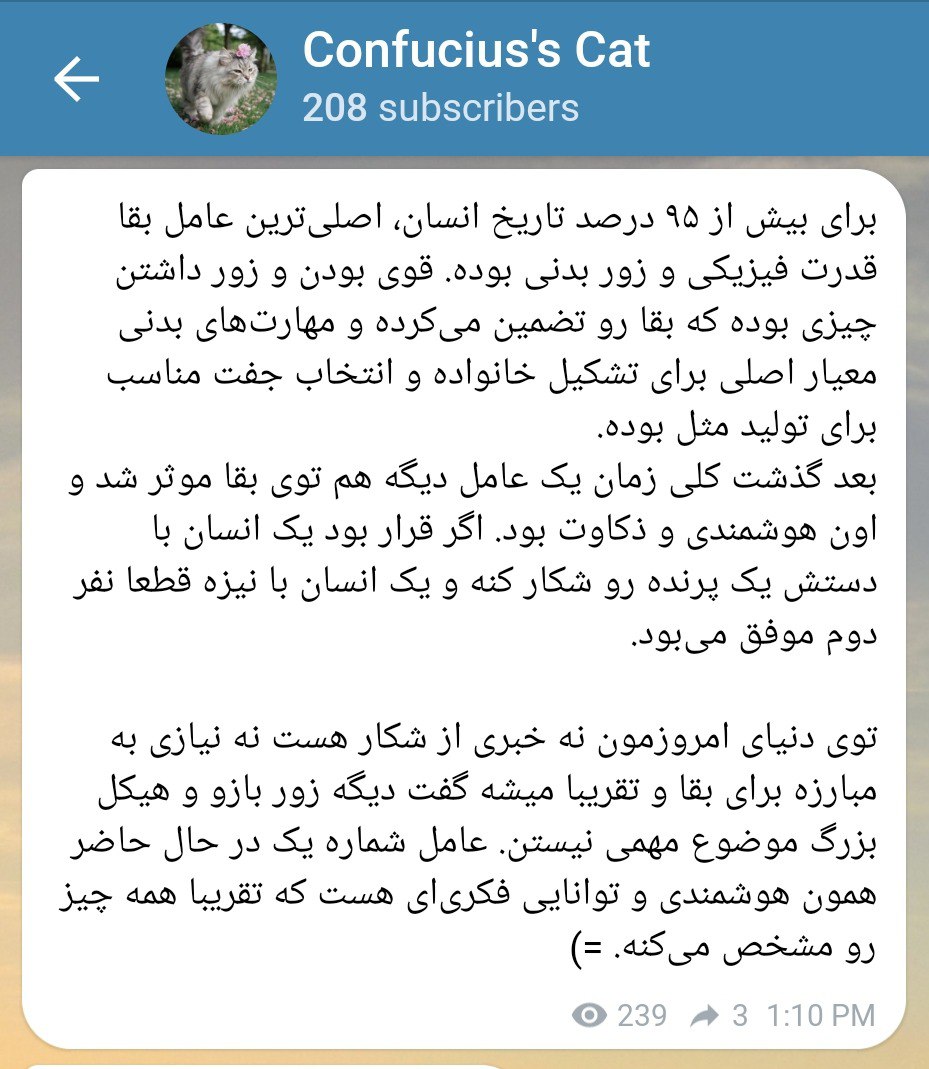 Confucius's Cat
208 subscribers
برای بیش از ۹۵ درصد تاریخ انسان، اصلی‌ترین عامل بقا
قدرت فیزیکی و زور بدنی بوده. قوی بودن و زور داشتن
چیزی بوده که بقا رو تضمین می‌کرده و مهارت‌های بدنی
معیار اصلی برای تشکیل خانواده و انتخاب جفت مناسب
برای تولید مثل بوده.
بعد گذشت کلی زمان یک عامل دیگه هم توی بقا موثر شد و
اون هوشمندی و ذکاوت بود. اگر قرار بود یک انسان با
دستش یک پرنده رو شکار کنه و یک انسان با نیزه قطعا نفر
دوم موفق می‌بود.
توی دنیای امروزمون نه خبری از شکار هست نه نیازی به
مبارزه برای بقا و تقریبا میشه گفت دیگه زور بازو و هیکل
بزرگ موضوع مهمی نیستن. عامل شماره یک در حال حاضر
همون هوشمندی و توانایی فکری‌ای هست که تقریبا همه چیز
رو مشخص می‌کنه. =)
239 3 1:10 PM